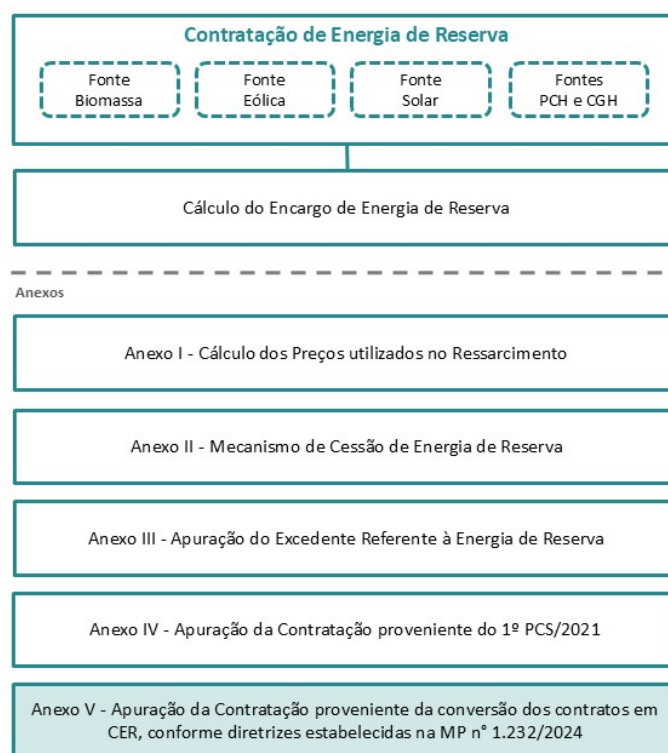 Contratação de Energia de Reserva
Fonte
Biomassa
Fonte
Eólica
Fonte
Solar
Fontes
PCH e CGH
Cálculo do Encargo de Energia de Reserva
Anexos
Anexo I - Cálculo dos Preços utilizados no Ressarcimento
Anexo II - Mecanismo de Cessão de Energia de Reserva
Anexo III - Apuração do Excedente Referente à Energia de Reserva
Anexo IV - Apuração da Contratação proveniente do 1º PCS/2021
Anexo V - Apuração da Contratação proveniente da conversão dos contratos em
CER, conforme diretrizes estabelecidas na MP n° 1.232/2024